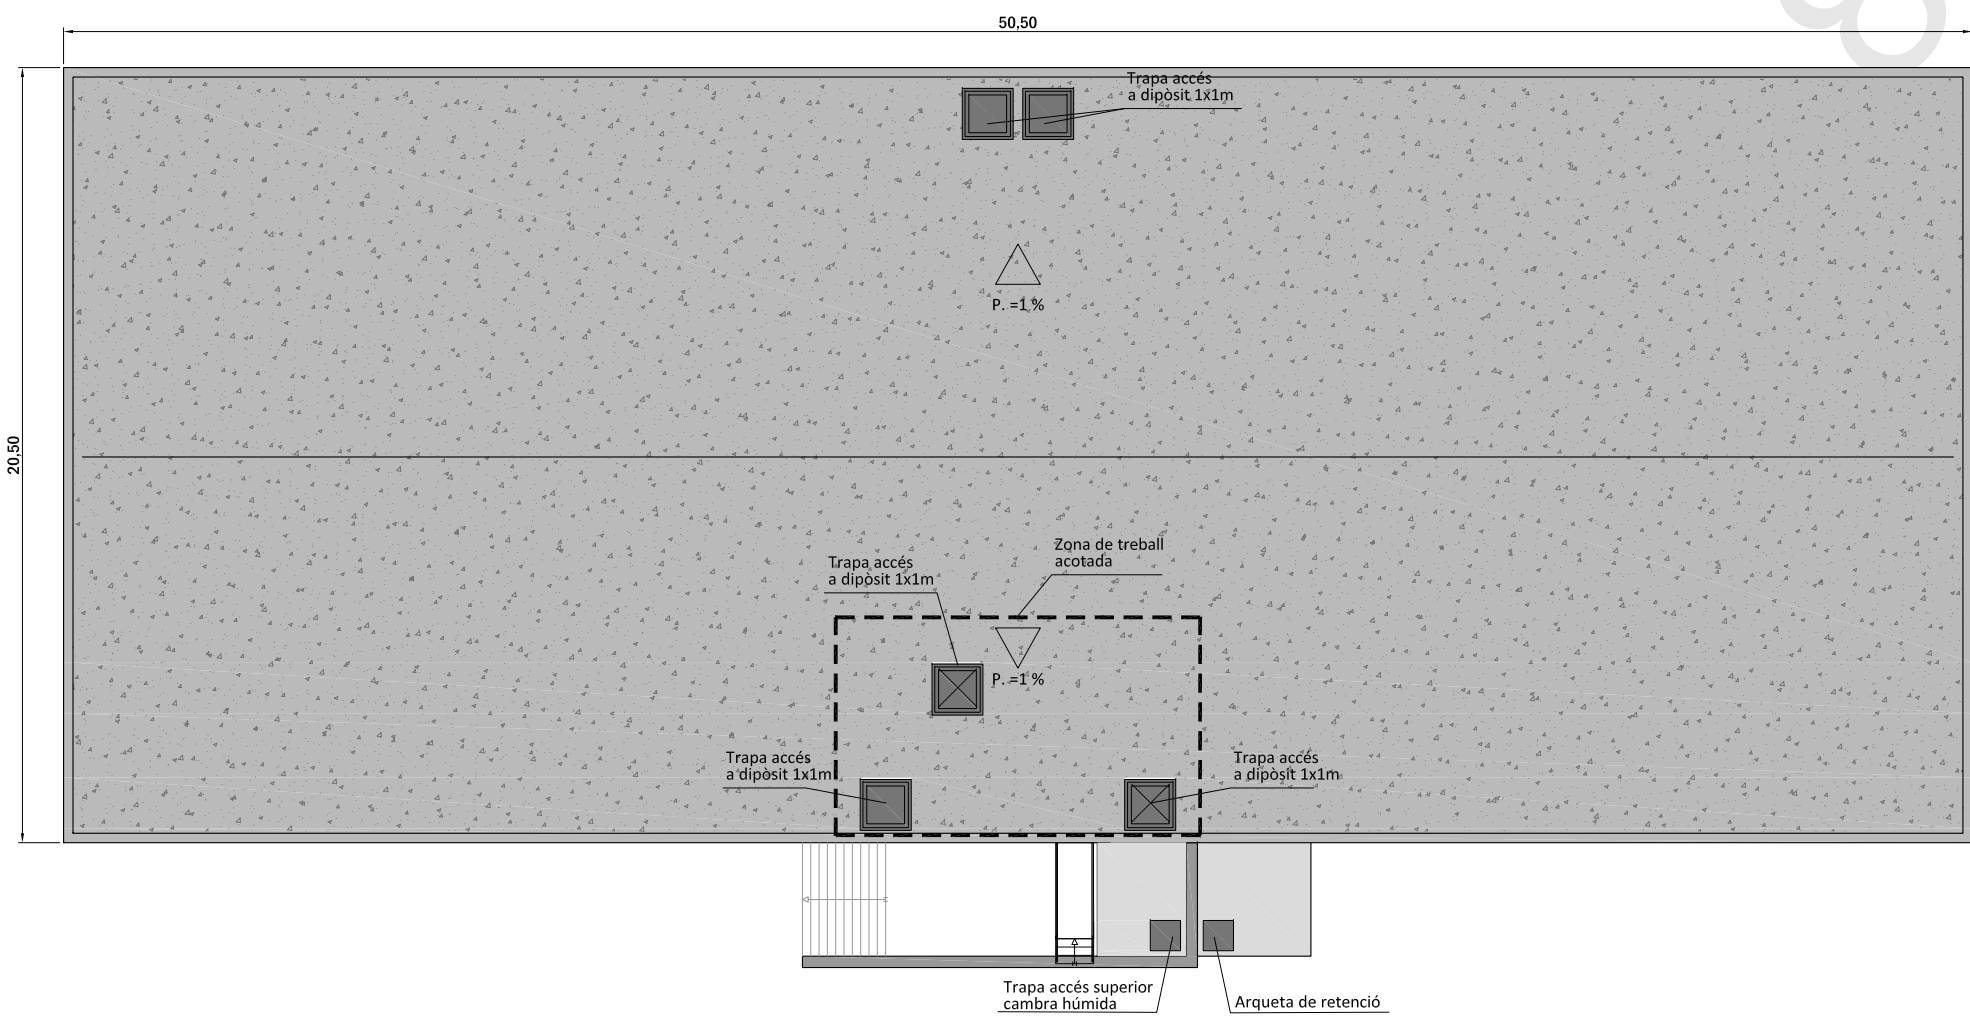 50,50
Trapa accés
a dipòsit 1x1m
P. =1 %
20,50
Zona de treball
acotada
Trapa accés
a dipòsit 1x1m
P. =1 %
Trapa accés
a dipòsit 1x1m
Trapa accés
a dipòsit 1x1m
Trapa accés superior
cambra húmida
Arqueta de retenció